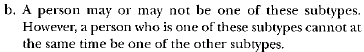 b. A person may or may not be one of these subtypes.
However, a person who is one of these subtypes cannot at
the same time be one of the other subtypes.